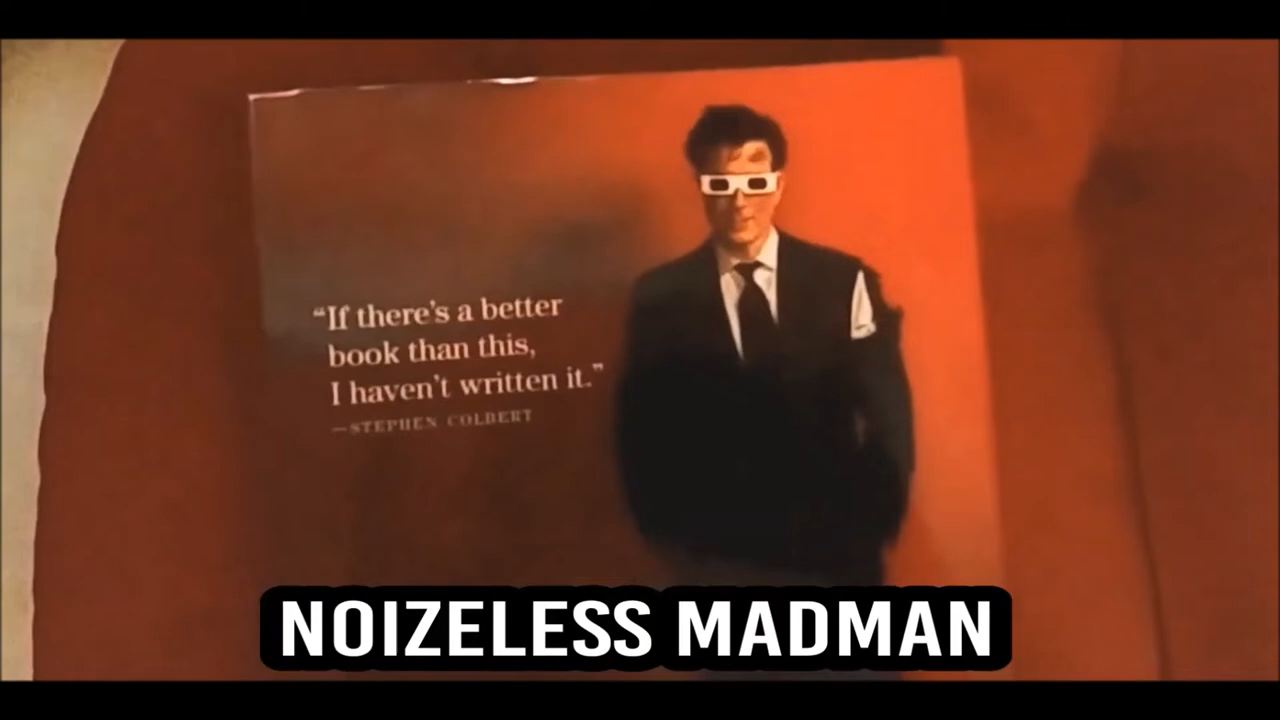 “If there's a better
book than this,
I haven't written it.”
—STEPHEN COLBERT
NOIZELESS MADMAN